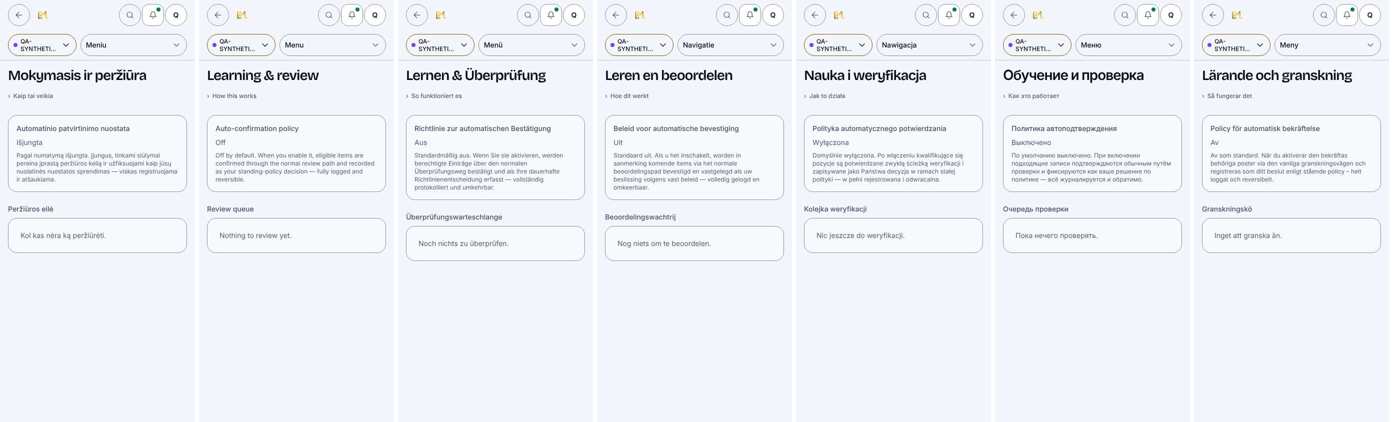 Q
QA-
SYNTHETI...
Meniu
Mokymasis ir peržiūra
› Kaip tai veikia
Automatinio patvirtinimo nuostata
Išjungta
Pagal numatymą išjungta. Įjungus, tinkami siūlymai
pereina įprastą peržiūros kelią ir užfiksuojami kaip jūsų
nuolatinės nuostatos sprendimas — viskas registruojama
ir atšaukiama.
Peržiūros eilė
Kol kas nėra ką peržiūrėti.
Q
QA-
SYNTHETI...
Menu
Learning & review
› How this works
Auto-confirmation policy
Off
Off by default. When you enable it, eligible items are
confirmed through the normal review path and recorded
as your standing-policy decision — fully logged and
reversible.
Review queue
Nothing to review yet.
Q
QA-
SYNTHETI...
Menü
Lernen & Überprüfung
› So funktioniert es
Richtlinie zur automatischen Bestätigung
Aus
Standardmäßig aus. Wenn Sie sie aktivieren, werden
berechtigte Einträge über den normalen
Überprüfungsweg bestätigt und als Ihre dauerhafte
Richtlinienentscheidung erfasst — vollständig
protokolliert und umkehrbar.
Überprüfungswarteschlange
Noch nichts zu überprüfen.
Q
QA-
SYNTHETI...
Navigatie
Leren en beoordelen
› Hoe dit werkt
Beleid voor automatische bevestiging
Uit
Standaard uit. Als u het inschakelt, worden in
aanmerking komende items via het normale
beoordelingspad bevestigd en vastgelegd als uw
beslissing volgens vast beleid — volledig gelogd en
omkeerbaar.
Beoordelingswachtrij
Nog niets om te beoordelen.
Q
QA-
SYNTHETI...
Nawigacja
Nauka i weryfikacja
› Jak to działa
Polityka automatycznego potwierdzania
Wyłączona
Domyślnie wyłączona. Po włączeniu kwalifikujące się
pozycje są potwierdzane zwykłą ścieżką weryfikacji i
zapisywane jako Państwa decyzja w ramach stałej
polityki — w pełni rejestrowana i odwracalna.
Kolejka weryfikacji
Nic jeszcze do weryfikacji.
Q
QA-
SYNTHETI...
Меню
Обучение и проверка
› Как это работает
Политика автоподтверждения
Выключено
По умолчанию выключено. При включении
подходящие записи подтверждаются обычным путём
проверки и фиксируются как ваше решение по
политике — всё журналируется и обратимо.
Очередь проверки
Пока нечего проверять.
Q
QA-
SYNTHETI...
Meny
Lärande och granskning
› Så fungerar det
Policy för automatisk bekräftelse
Av
Av som standard. När du aktiverar den bekräftas
behöriga poster via den vanliga granskningsvägen och
registreras som ditt beslut enligt stående policy – helt
loggat och reversibelt.
Granskningskö
Inget att granska än.